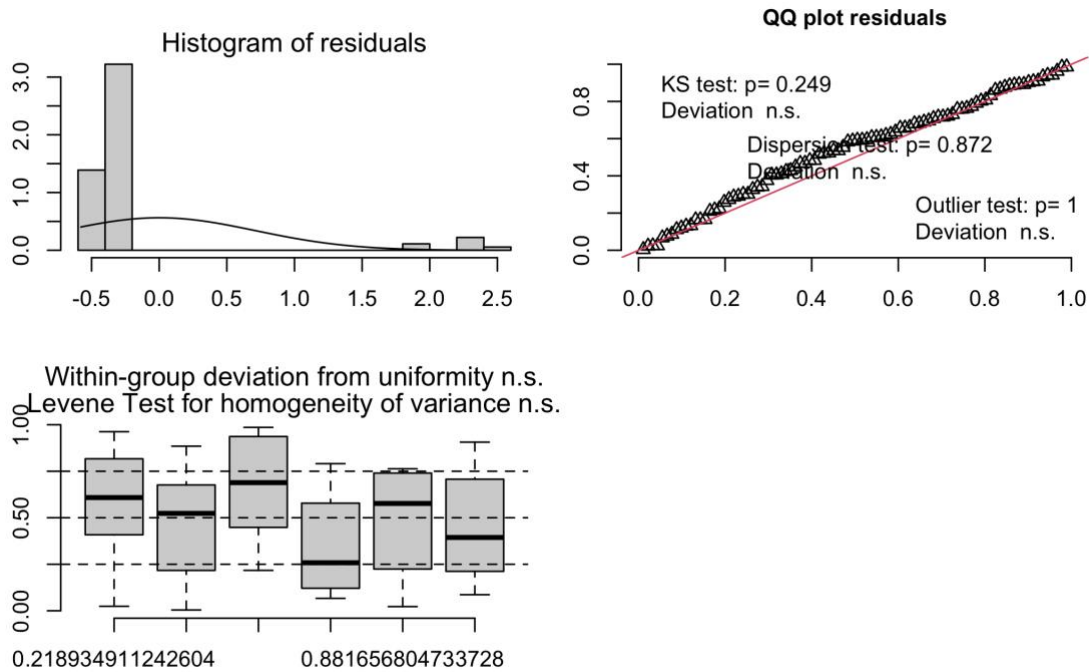 Histogram of residuals
3.0
2.0
1.0
0.0
-0.5 0.0 0.5 1.0 1.5 2.0 2.5
QQ plot residuals
KS test: p= 0.249
Deviation n.s.
Dispersion test: p= 0.872
Deviation n.s.
Outlier test: p= 1
Deviation n.s.
0.8
0.4
0.0
0.0 0.2 0.4 0.6 0.8 1.0
Within-group deviation from uniformity n.s.
Levene Test for homogeneity of variance n.s.
1.00
0.50
0.00
0.218934911242604 0.881656804733728